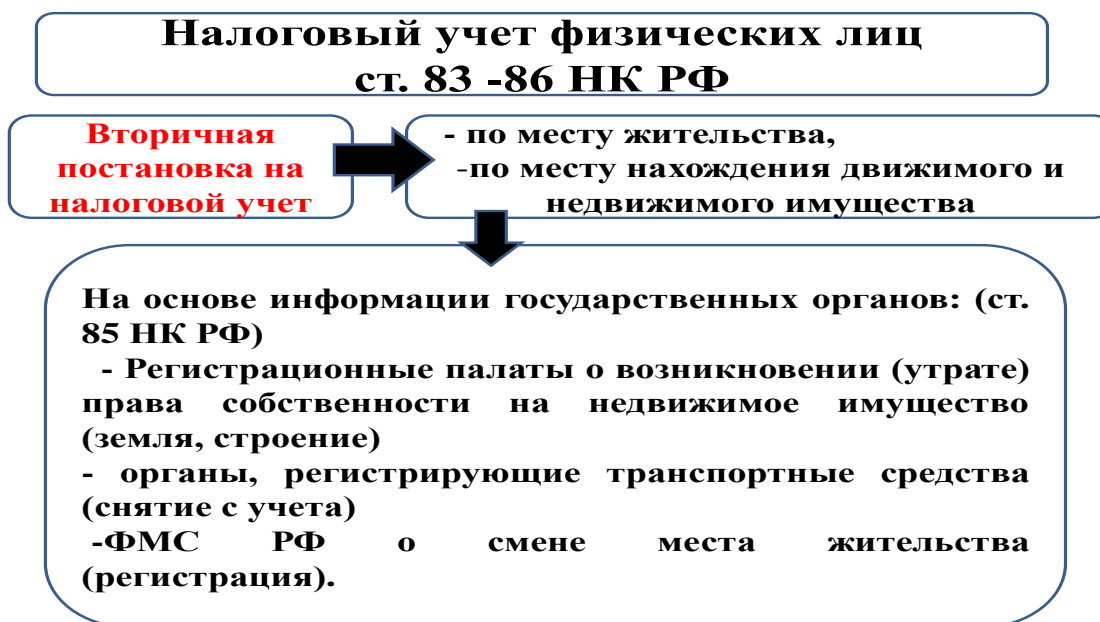 Налоговый учет физических лиц
ст. 83 -86 НК РФ
Вторичная
постановка на
налоговой учет
- по месту жительства,
-по месту нахождения движимого и
недвижимого имущества
На основе информации государственных органов: (ст.
85 НК РФ)
- Регистрационные палаты о возникновении (утрате)
права собственности на недвижимое имущество
(земля, строение)
- органы, регистрирующие транспортные средства
(снятие с учета)
-ФМС РФ о смене места жительства
(регистрация).